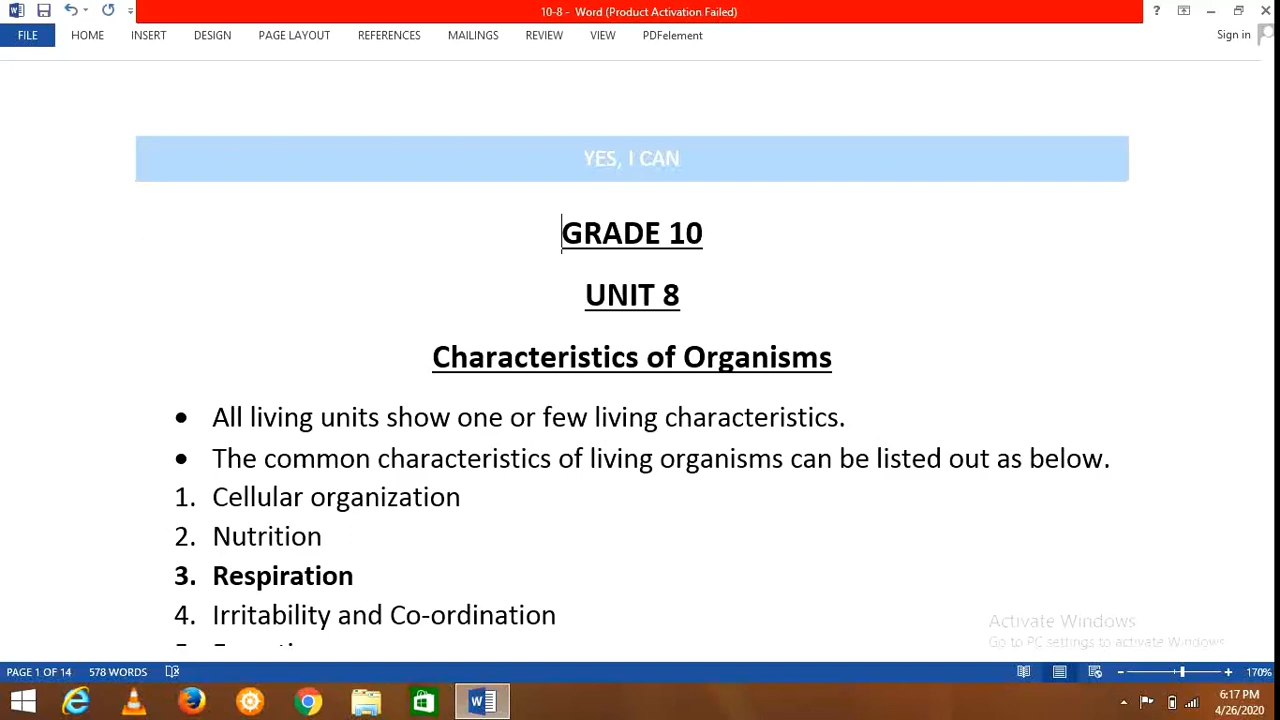 10-8 - Word (Product Activation Failed)
?
FILE HOME INSERT DESIGN PAGE LAYOUT REFERENCES MAILINGS REVIEW VIEW PDFelement Sign in
YES, I CAN
GRADE 10
UNIT 8
Characteristics of Organisms
• All living units show one or few living characteristics.
• The common characteristics of living organisms can be listed out as below.
1. Cellular organization
2. Nutrition
3. Respiration
4. Irritability and Co-ordination
Activate Windows
Go to PC settings to activate Windows.
PAGE 1 OF 14 578 WORDS 170%
6:17 PM
4/26/2020